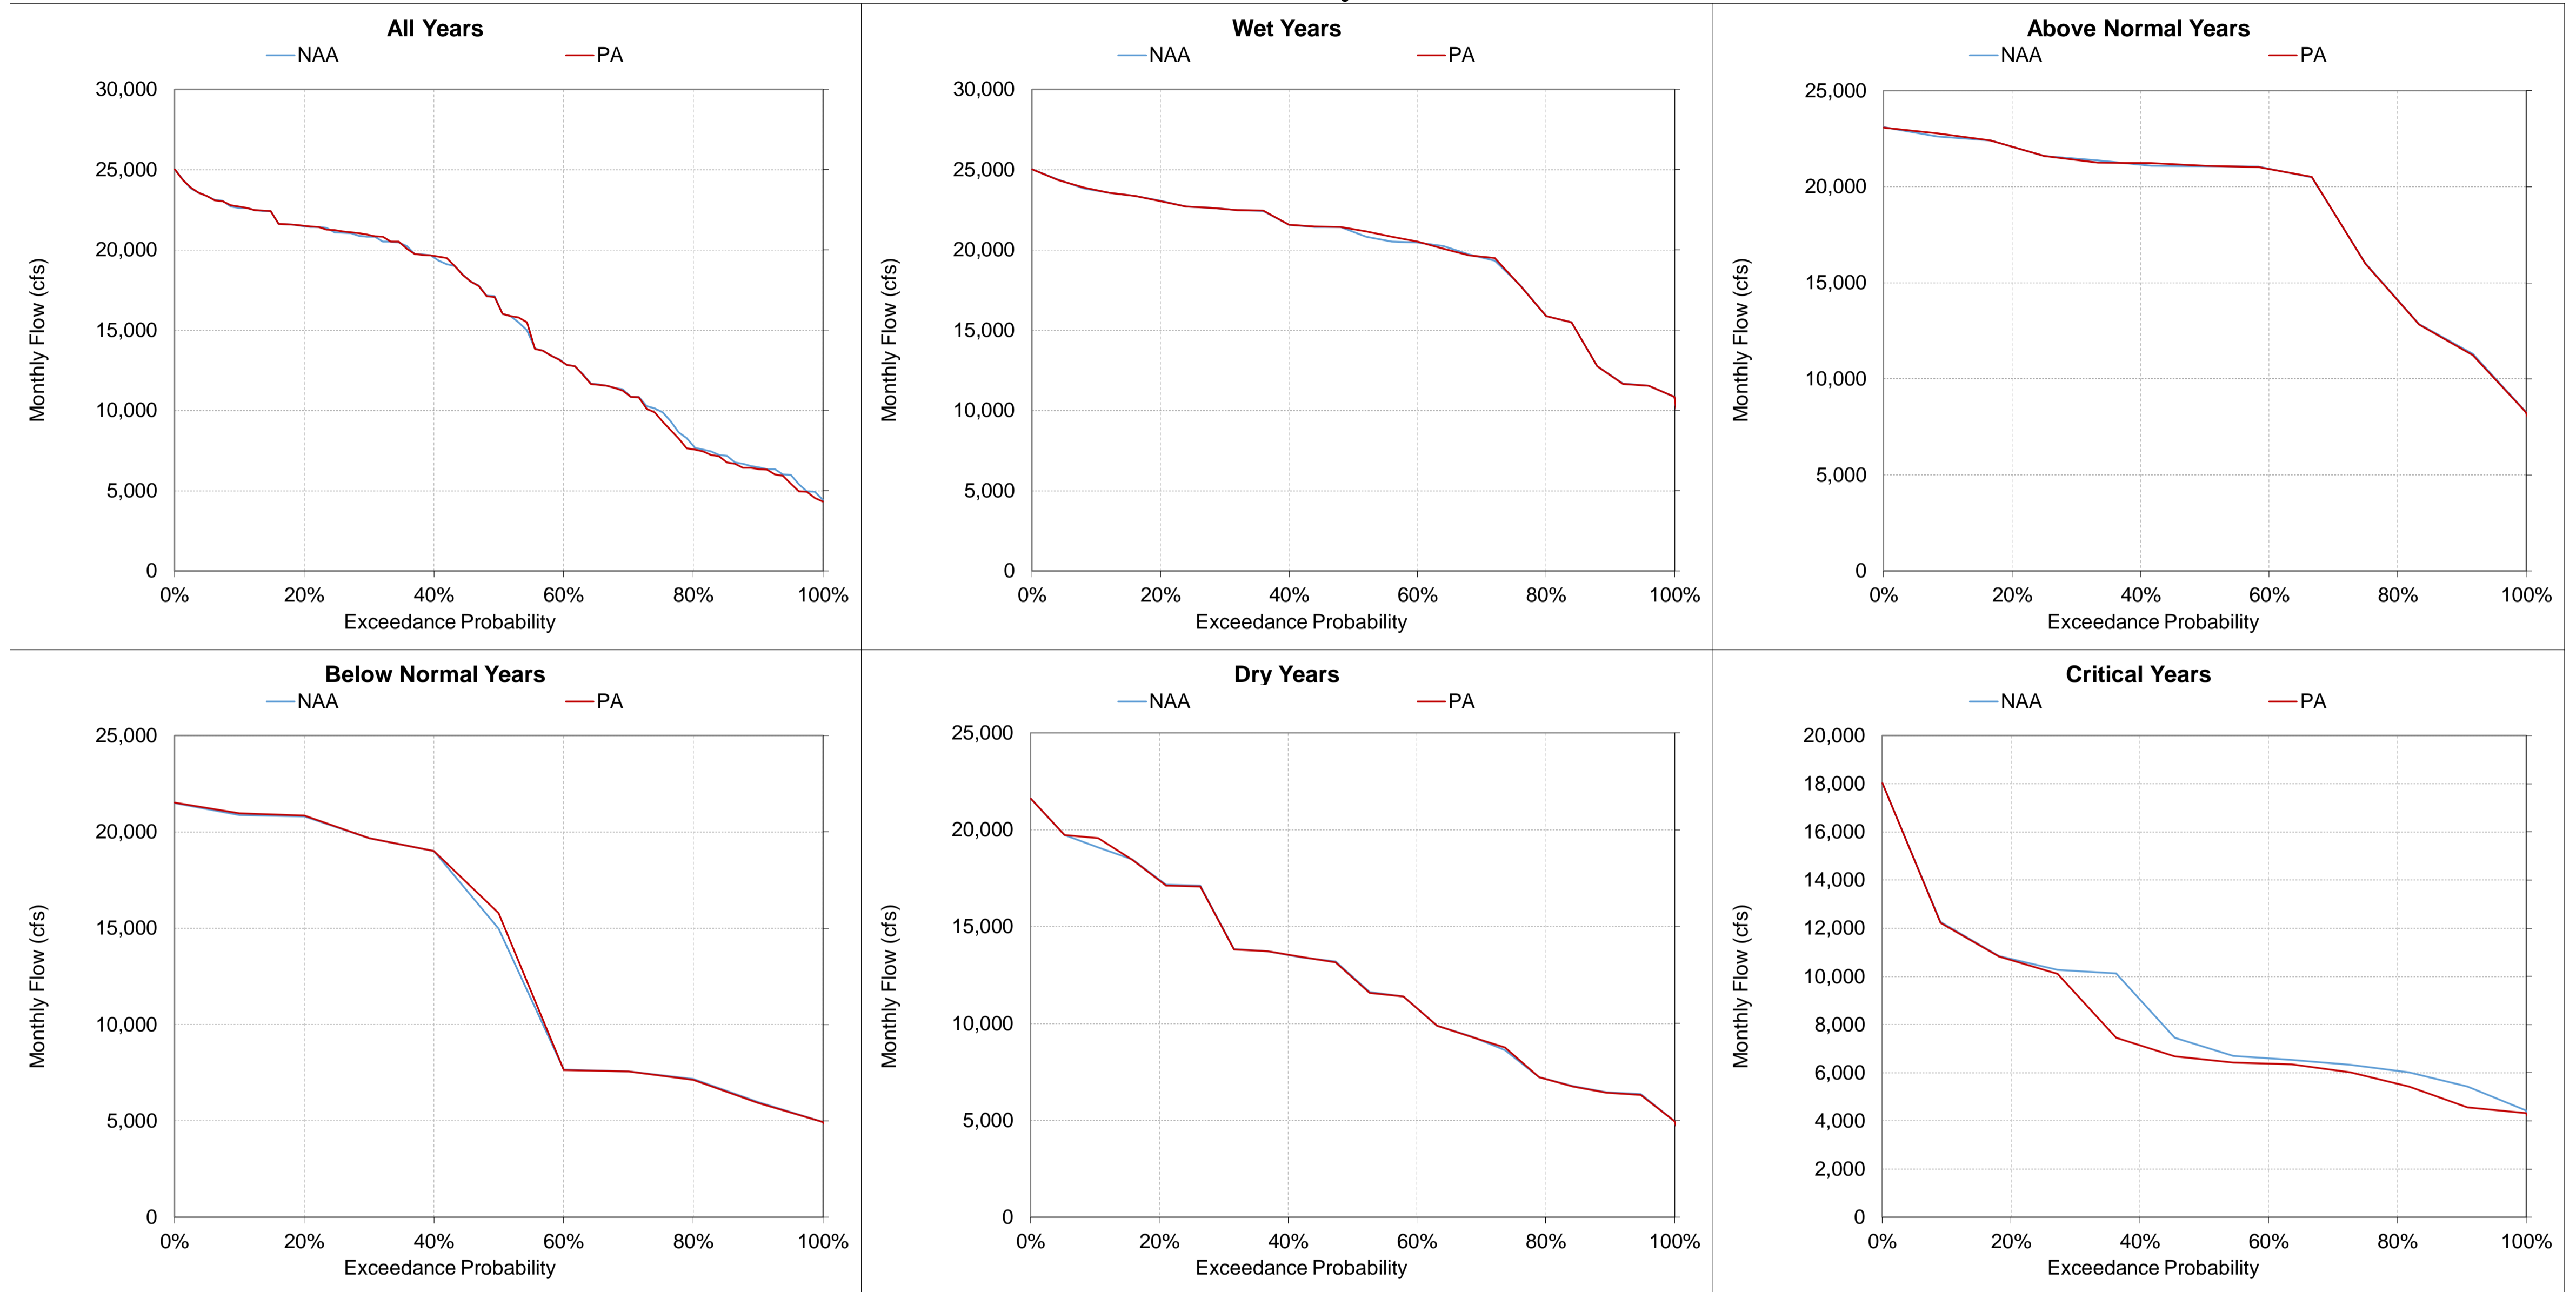 All Years
NAA PA
30,000
25,000
20,000
15,000
10,000
5,000
0
0% 20% 40% 60% 80% 100%
Monthly Flow (cfs)
Exceedance Probability
Wet Years
NAA PA
30,000
25,000
20,000
15,000
10,000
5,000
0
0% 20% 40% 60% 80% 100%
Monthly Flow (cfs)
Exceedance Probability
Above Normal Years
NAA PA
25,000
20,000
15,000
10,000
5,000
0
0% 20% 40% 60% 80% 100%
Monthly Flow (cfs)
Exceedance Probability
Below Normal Years
NAA PA
25,000
20,000
15,000
10,000
5,000
0
0% 20% 40% 60% 80% 100%
Monthly Flow (cfs)
Exceedance Probability
Dry Years
NAA PA
25,000
20,000
15,000
10,000
5,000
0
0% 20% 40% 60% 80% 100%
Monthly Flow (cfs)
Exceedance Probability
Critical Years
NAA PA
20,000
18,000
16,000
14,000
12,000
10,000
8,000
6,000
4,000
2,000
0
0% 20% 40% 60% 80% 100%
Monthly Flow (cfs)
Exceedance Probability